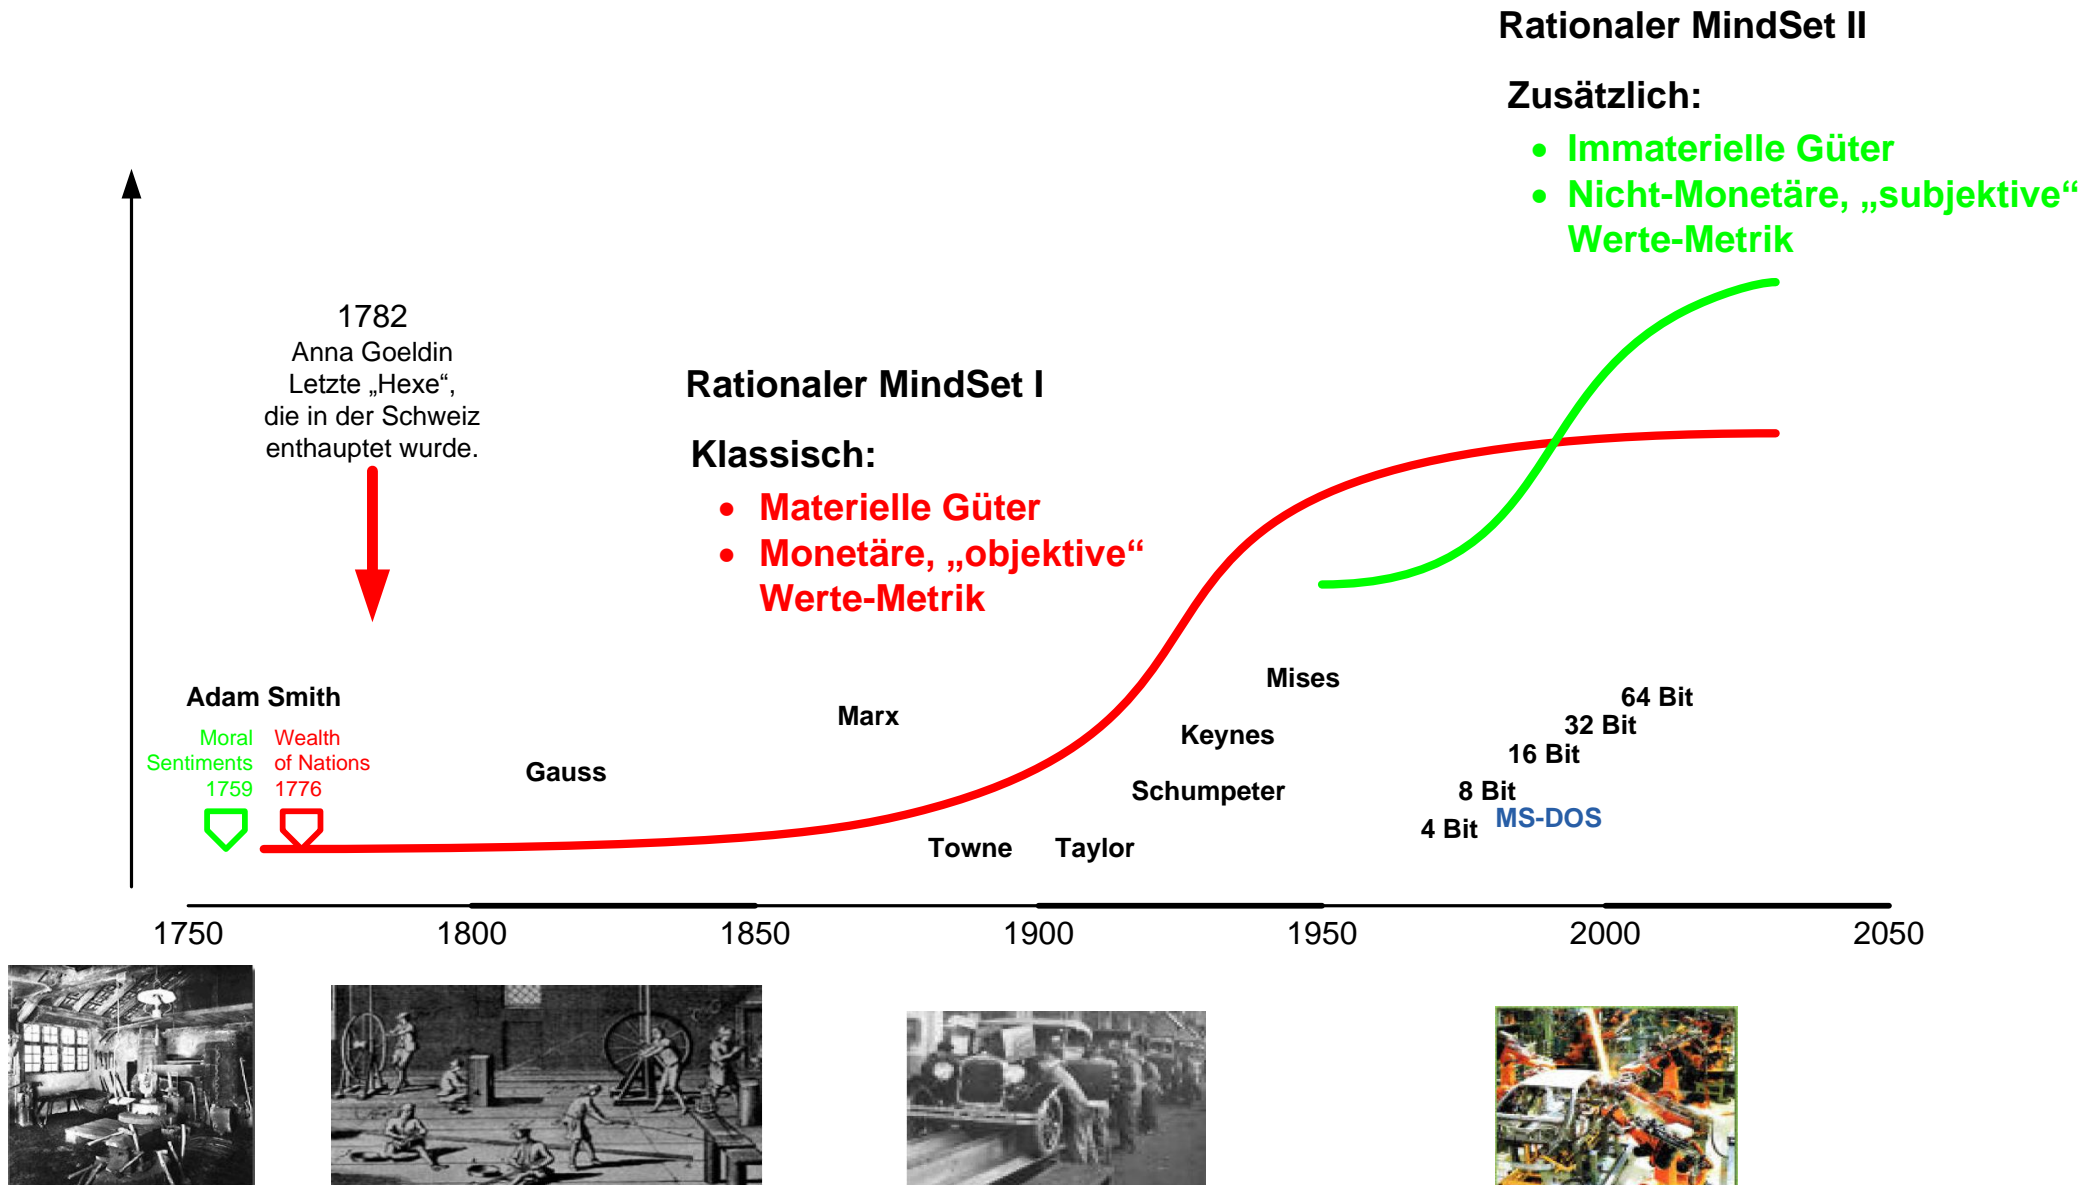 Rationaler MindSet II
Zusätzlich:
• Immaterielle Güter
• Nicht-Monetäre, „subjektive“
Werte-Metrik
1782
Anna Goeldin
Letzte „Hexe“,
die in der Schweiz
enthauptet wurde.
Rationaler MindSet I
Klassisch:
• Materielle Güter
• Monetäre, „objektive“
Werte-Metrik
Adam Smith
Moral
Sentiments
1759
Wealth
of Nations
1776
Gauss
Marx
Towne
Taylor
Mises
Keynes
Schumpeter
64 Bit
32 Bit
16 Bit
8 Bit
MS-DOS
4 Bit
1750
1800
1850
1900
1950
2000
2050